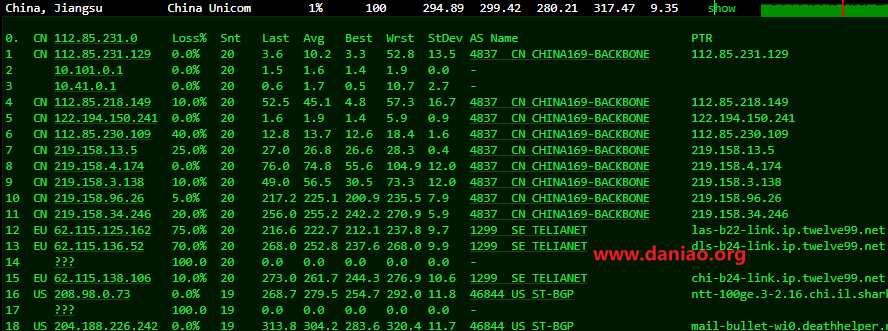 China, Jiangsu China Unicom 1% 100 294.89 299.42 280.21 317.47 9.35 show
0. CN 112.85.231.0 Loss% Snt Last Avg Best Wrst StDev AS Name PTR
1 CN 112.85.231.129 0.0% 20 3.6 10.2 3.3 52.8 13.5 4837 CN CHINA169-BACKBONE 112.85.231.129
2 10.101.0.1 0.0% 20 1.5 1.6 1.4 1.9 0.0 -
3 10.41.0.1 0.0% 20 0.6 1.7 0.5 10.7 2.7 -
4 CN 112.85.218.149 10.0% 20 52.5 45.1 4.8 57.3 16.7 4837 CN CHINA169-BACKBONE 112.85.218.149
5 CN 122.194.150.241 0.0% 20 1.6 1.9 1.4 5.9 0.9 4837 CN CHINA169-BACKBONE 122.194.150.241
6 CN 112.85.230.109 40.0% 20 12.8 13.7 12.6 18.4 1.6 4837 CN CHINA169-BACKBONE 112.85.230.109
7 CN 219.158.13.5 25.0% 20 27.0 26.8 26.6 28.3 0.4 4837 CN CHINA169-BACKBONE 219.158.13.5
8 CN 219.158.4.174 0.0% 20 76.0 74.8 55.6 104.9 12.0 4837 CN CHINA169-BACKBONE 219.158.4.174
9 CN 219.158.3.138 10.0% 20 49.0 56.5 30.5 73.3 12.0 4837 CN CHINA169-BACKBONE 219.158.3.138
10 CN 219.158.96.26 5.0% 20 217.2 225.1 200.9 235.5 7.9 4837 CN CHINA169-BACKBONE 219.158.96.26
11 CN 219.158.34.246 20.0% 20 256.0 255.2 242.2 270.9 5.9 4837 CN CHINA169-BACKBONE 219.158.34.246
12 EU 62.115.125.162 75.0% 20 216.6 222.7 212.1 237.8 9.7 1299 SE TELIANET las-b22-link.ip.twelve99.net
13 EU 62.115.136.52 70.0% 20 268.0 252.8 237.6 268.0 9.9 1299 SE TELIANET dls-b24-link.ip.twelve99.net
www.daniao.org
14 ??? 100.0 20 0.0 0.0 0.0 0.0 0.0 -
15 EU 62.115.138.106 10.0% 20 273.0 261.7 244.3 276.9 10.6 1299 SE TELIANET chi-b24-link.ip.twelve99.net
16 US 208.98.0.73 0.0% 19 268.7 279.5 254.7 292.0 11.8 46844 US ST-BGP ntt-100ge.3-2.16.chi.il.shar
17 ??? 100.0 19 0.0 0.0 0.0 0.0 0.0 -
18 US 204.188.226.242 0.0% 19 313.8 304.2 283.6 320.4 11.7 46844 US ST-BGP mail-bullet-wi0.deathhelper.